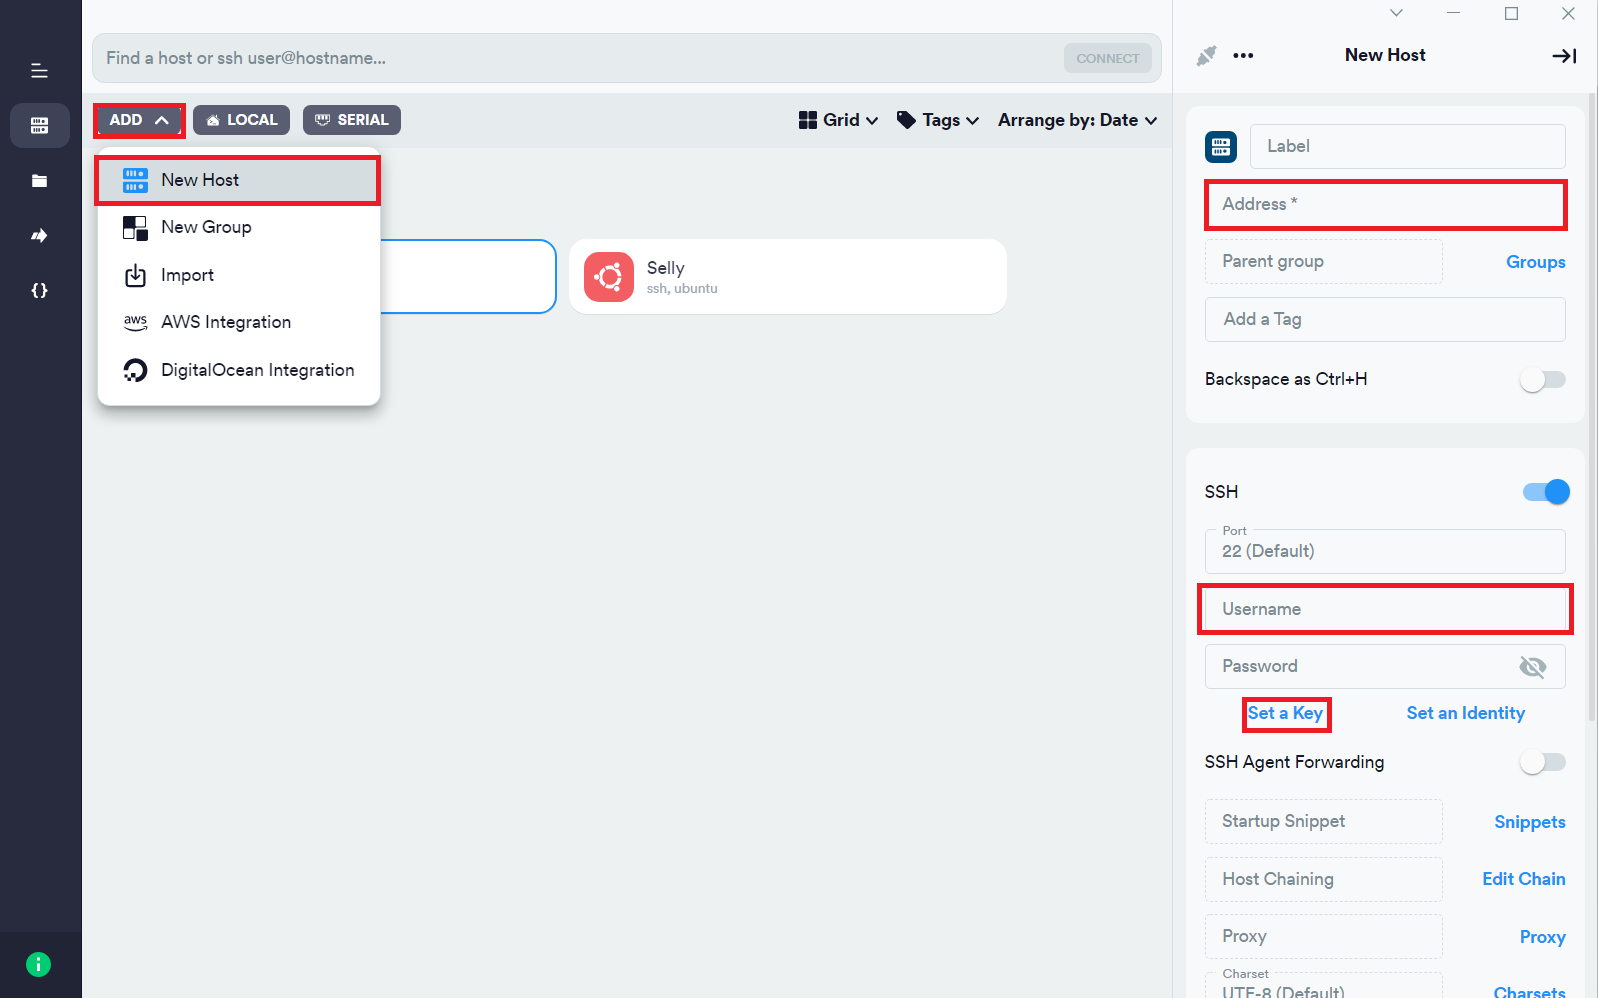 Find a host or ssh user@hostname...
CONNECT
ADD
LOCAL
SERIAL
Grid
Tags
Arrange by: Date
New Host
New Group
Import
aws
AWS Integration
DigitalOcean Integration
Selly
ssh, ubuntu
New Host
Label
Address *
Parent group
Groups
Add a Tag
Backspace as Ctrl+H
SSH
Port
22 (Default)
Username
Password
Set a Key
Set an Identity
SSH Agent Forwarding
Startup Snippet
Snippets
Host Chaining
Edit Chain
Proxy
Proxy
Charset
UTF-8 (Default)
Charsets